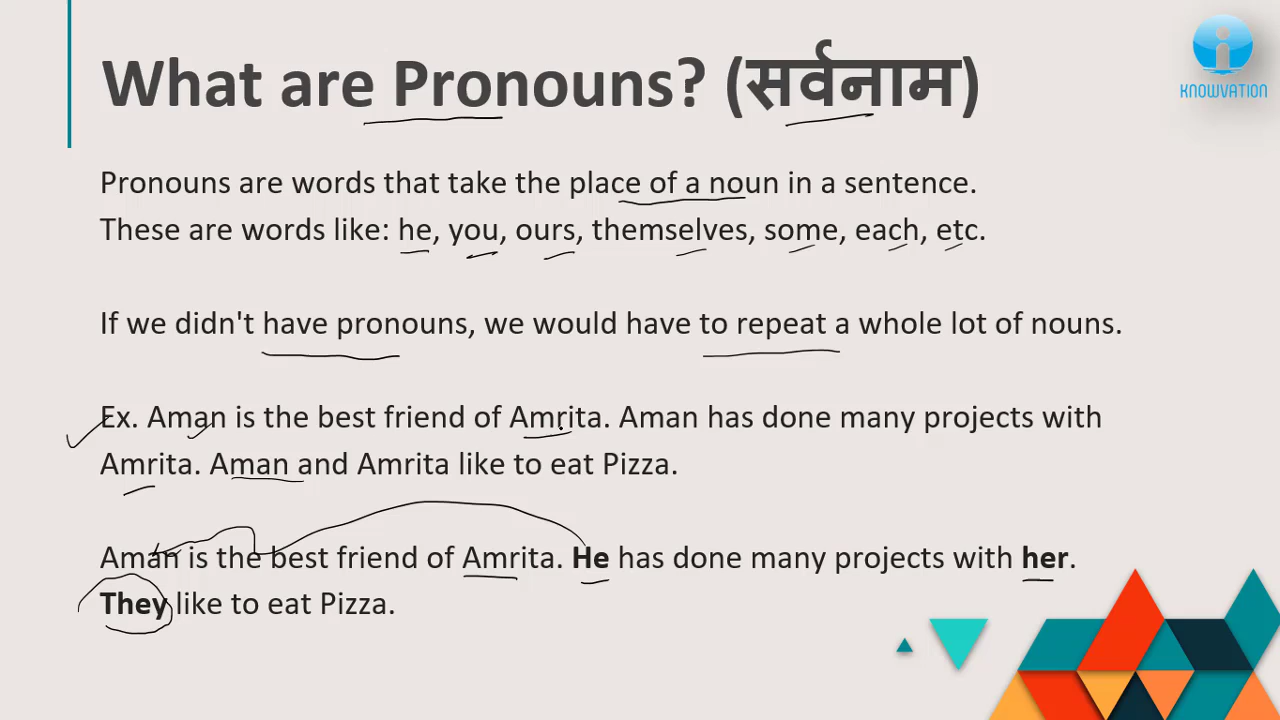 What are Pronouns? (सर्वनाम)
KNOWVATION
Pronouns are words that take the place of a noun in a sentence.
These are words like: he, you, ours, themselves, some, each, etc.
If we didn't have pronouns, we would have to repeat a whole lot of nouns.
Ex. Aman is the best friend of Amrita. Aman has done many projects with
Amrita. Aman and Amrita like to eat Pizza.
Aman is the best friend of Amrita. He has done many projects with her.
They like to eat Pizza.